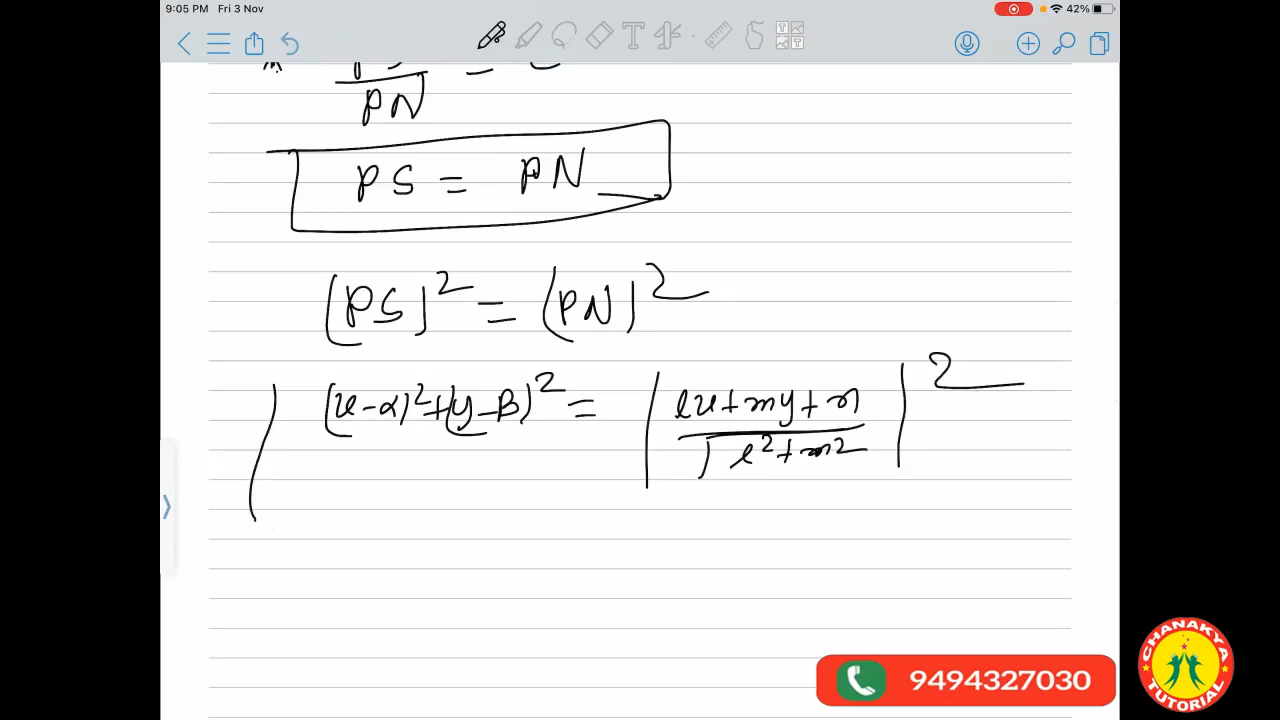 9:05 PM Fri 3 Nov
42%
PN
PS = PN
(PS)² = (PN)²
(x-α)²+(y-β)² = |lx+my+n / √l²+m²|²
9494327030
CHANAKYA TUTORIAL